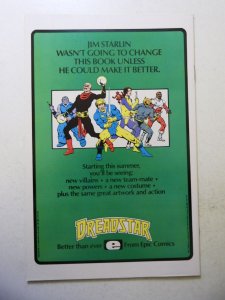 JIM STARLIN
WASN'T GOING TO CHANGE
THIS BOOK UNLESS
HE COULD MAKE IT BETTER.
Starting this summer,
you'll be seeing:
new villains • a new team-mate •
new powers • a new costume •
plus the same great artwork and action
DREADSTAR
Better than ever e From Epic Comics